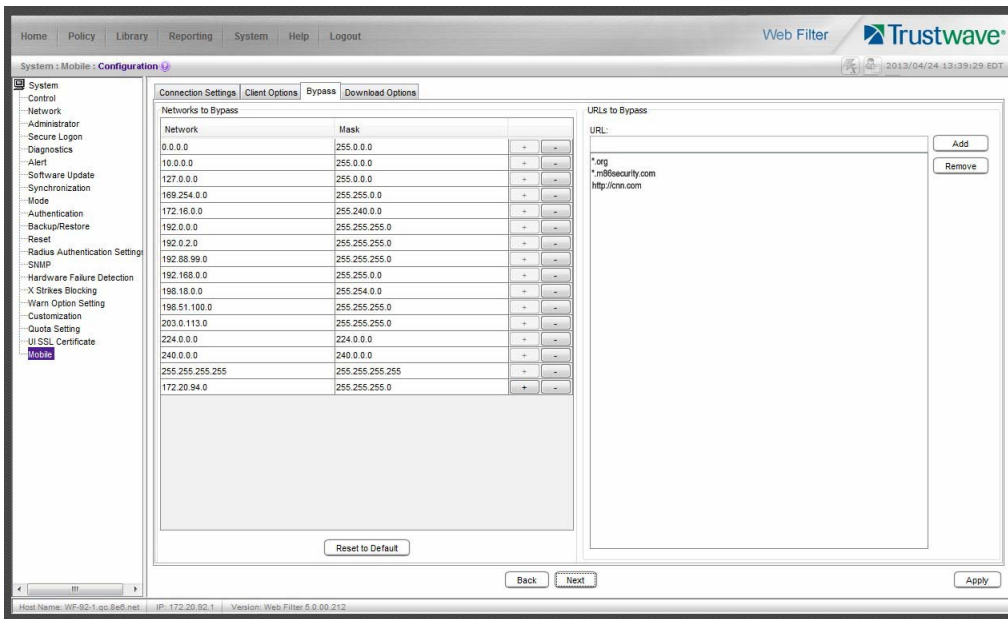 Home Policy Library Reporting System Help Logout
Web Filter Trustwave®
System : Mobile : Configuration
2013/04/24 13:39:29 EDT
System
Control
Network
Administrator
Secure Logon
Diagnostics
Alert
Software Update
Synchronization
Mode
Authentication
Backup/Restore
Reset
Radius Authentication Settings
SNMP
Hardware Failure Detection
X Strikes Blocking
Warn Option Setting
Customization
Quota Setting
UI SSL Certificate
Mobile
Connection Settings Client Options Bypass Download Options
Networks to Bypass
Network Mask
0.0.0.0 255.0.0.0 + -
10.0.0.0 255.0.0.0 + -
127.0.0.0 255.0.0.0 + -
169.254.0.0 255.255.0.0 + -
172.16.0.0 255.240.0.0 + -
192.0.0.0 255.255.255.0 + -
192.0.2.0 255.255.255.0 + -
192.88.99.0 255.255.255.0 + -
192.168.0.0 255.255.0.0 + -
198.18.0.0 255.254.0.0 + -
198.51.100.0 255.255.255.0 + -
203.0.113.0 255.255.255.0 + -
224.0.0.0 224.0.0.0 + -
240.0.0.0 240.0.0.0 + -
255.255.255.255 255.255.255.255 + -
172.20.94.0 255.255.255.0 + -
Reset to Default
URLs to Bypass
URL:
Add
Remove
*.org
*.m86security.com
http://cnn.com
Back Next
Apply
Host Name: WF-92-1.qc.8e6.net IP: 172.20.92.1 Version: Web Filter 5.0.00.212